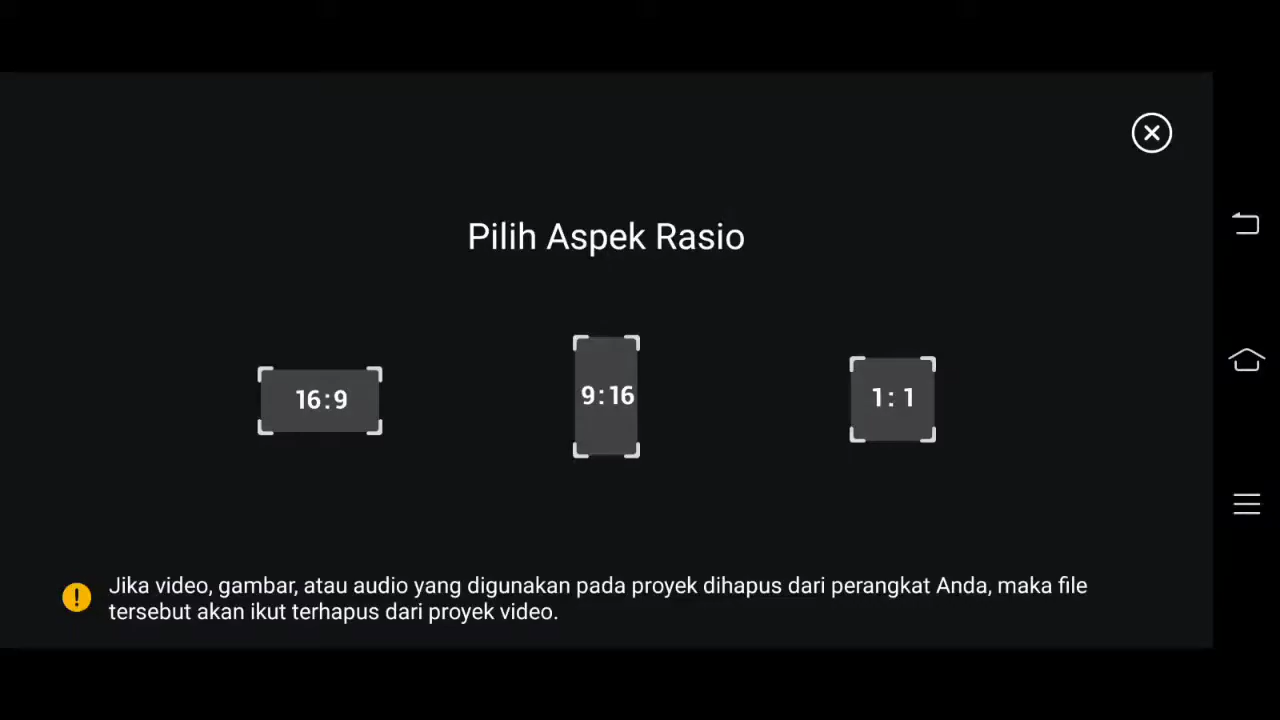 Pilih Aspek Rasio
16:9
9:16
1:1
Jika video, gambar, atau audio yang digunakan pada proyek dihapus dari perangkat Anda, maka file
tersebut akan ikut terhapus dari proyek video.